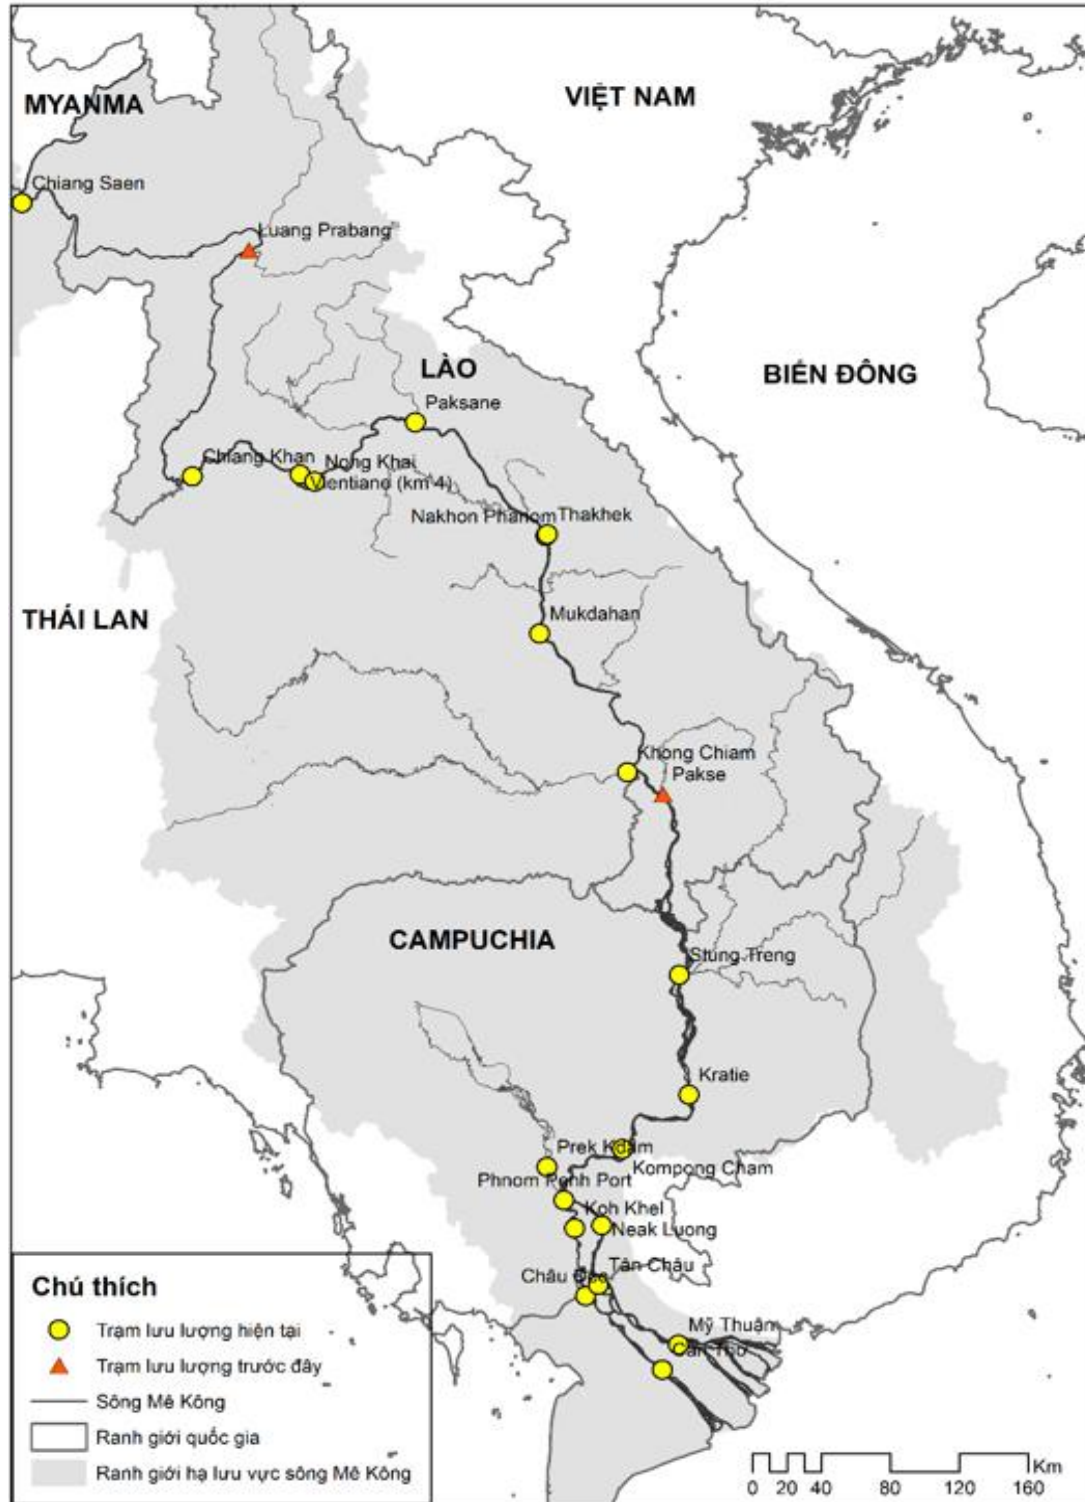 MYANMA
VIỆT NAM
Chiang Saen
Luang Prabang
LÀO
BIỂN ĐÔNG
Paksane
Chiang Khan
Nong Khai
Vientiane (km 4)
Nakhon Phanom
Thakhek
THÁI LAN
Mukdahan
Khong Chiam
Pakse
CAMPUCHIA
Stung Treng
Kratie
Prek Kdam
Kompong Cham
Phnom Penh Port
Koh Khel
Neak Luong
Tân Châu
Châu Đốc
Mỹ Thuận
Cần Thơ
Chú thích
Trạm lưu lượng hiện tại
Trạm lưu lượng trước đây
Sông Mê Kông
Ranh giới quốc gia
Ranh giới hạ lưu vực sông Mê Kông
Km
0 20 40 80 120 160